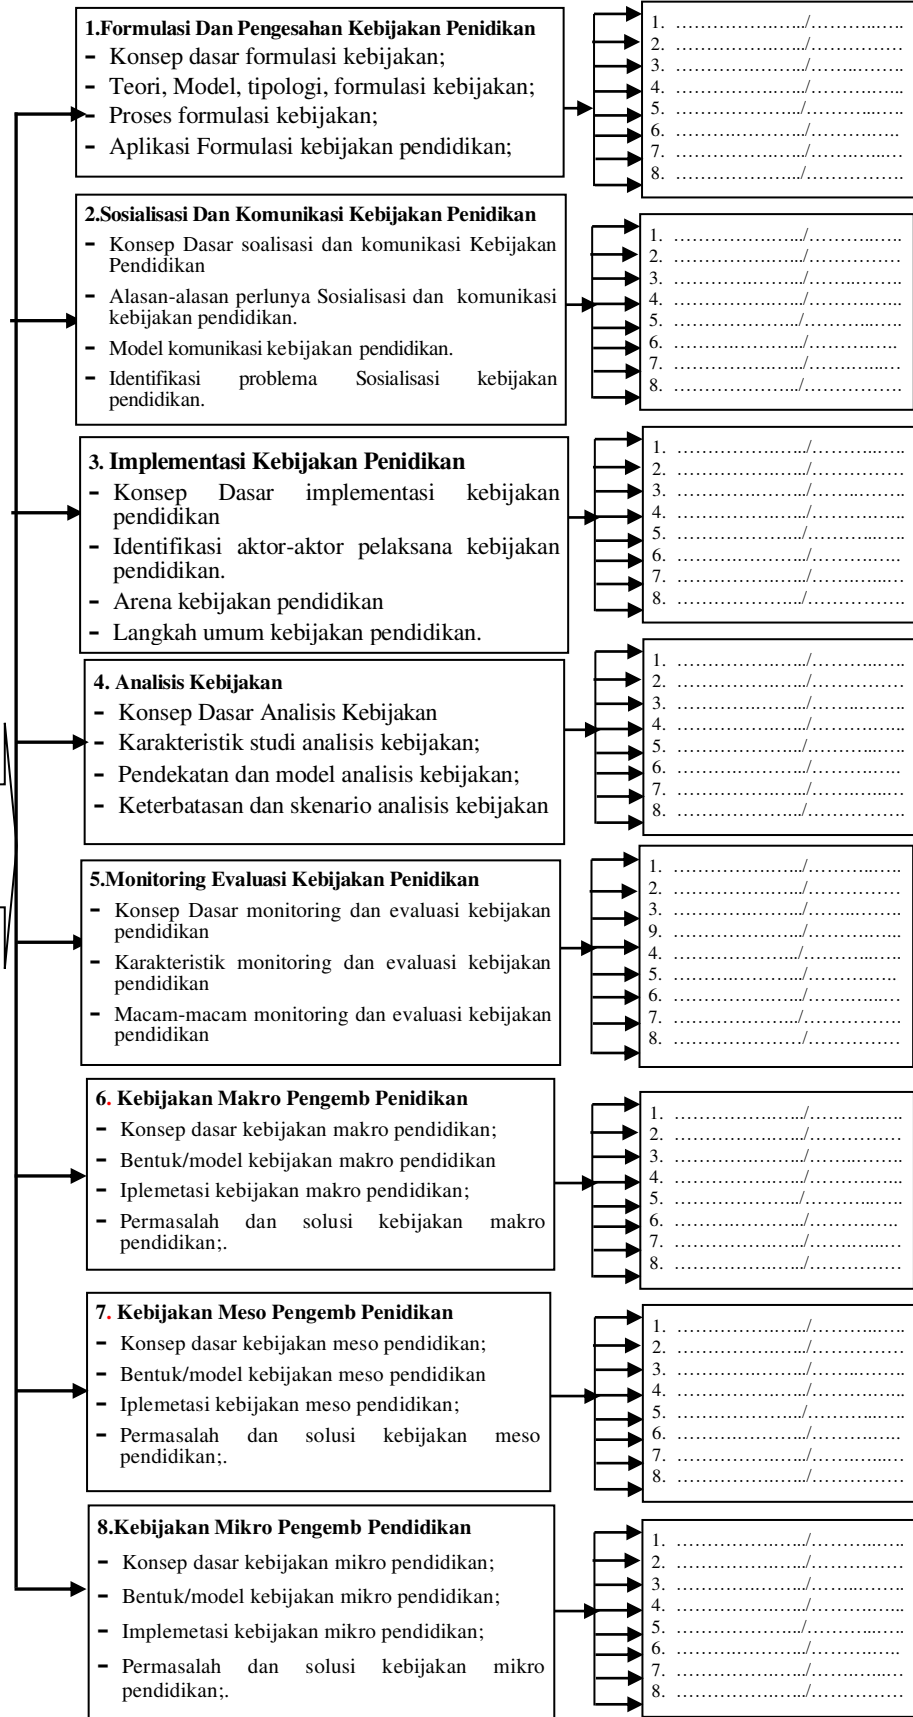 1.Formulasi Dan Pengesahan Kebijakan Penidikan
- Konsep dasar formulasi kebijakan;
- Teori, Model, tipologi, formulasi kebijakan;
- Proses formulasi kebijakan;
- Aplikasi Formulasi kebijakan pendidikan;
1. …………………../…………………
2. …………………../…………………
3. …………………../…………………
4. …………………../…………………
5. …………………./…………………
6. …………………../………………..
7. …………………../…………………
8. …………………./…………………
2.Sosialisasi Dan Komunikasi Kebijakan Penidikan
- Konsep Dasar soalisasi dan komunikasi Kebijakan
Pendidikan
- Alasan-alasan perlunya Sosialisasi dan komunikasi
kebijakan pendidikan.
- Model komunikasi kebijakan pendidikan.
- Identifikasi problema Sosialisasi kebijakan
pendidikan.
1. …………………../…………………
2. …………………../…………………
3. …………………../…………………
4. …………………../…………………
5. …………………./…………………
6. …………………../………………..
7. …………………../…………………
8. …………………./…………………
3. Implementasi Kebijakan Penidikan
- Konsep Dasar implementasi kebijakan
pendidikan
- Identifikasi aktor-aktor pelaksana kebijakan
pendidikan.
- Arena kebijakan pendidikan
- Langkah umum kebijakan pendidikan.
1. …………………../…………………
2. …………………../…………………
3. …………………../…………………
4. …………………../…………………
5. …………………./…………………
6. …………………../………………..
7. …………………../…………………
8. …………………../…………………
4. Analisis Kebijakan
- Konsep Dasar Analisis Kebijakan
- Karakteristik studi analisis kebijakan;
- Pendekatan dan model analisis kebijakan;
- Keterbatasan dan skenario analisis kebijakan
1. …………………../…………………
2. …………………../…………………
3. …………………../…………………
4. …………………../…………………
5. …………………./…………………
6. …………………../………………..
7. …………………../…………………
8. …………………../…………………
5.Monitoring Evaluasi Kebijakan Penidikan
- Konsep Dasar monitoring dan evaluasi kebijakan
pendidikan
- Karakteristik monitoring dan evaluasi kebijakan
pendidikan
- Macam-macam monitoring dan evaluasi kebijakan
pendidikan
1. …………………../…………………
2. …………………../…………………
3. …………………../…………………
9. …………………../…………………
4. …………………./…………………
5. …………………../………………..
6. …………………../…………………
7. …………………./…………………
8. …………………../…………………
6. Kebijakan Makro Pengemb Penidikan
- Konsep dasar kebijakan makro pendidikan;
- Bentuk/model kebijakan makro pendidikan
- Iplemetasi kebijakan makro pendidikan;
- Permasalah dan solusi kebijakan makro
pendidikan;.
1. …………………../…………………
2. …………………../…………………
3. …………………../…………………
4. …………………../…………………
5. …………………./…………………
6. …………………../………………..
7. …………………../…………………
8. …………………../…………………
7. Kebijakan Meso Pengemb Penidikan
- Konsep dasar kebijakan meso pendidikan;
- Bentuk/model kebijakan meso pendidikan
- Iplemetasi kebijakan meso pendidikan;
- Permasalah dan solusi kebijakan meso
pendidikan;.
1. …………………../…………………
2. …………………../…………………
3. …………………../…………………
4. …………………../…………………
5. …………………./…………………
6. …………………../………………..
7. …………………../…………………
8. …………………../…………………
8.Kebijakan Mikro Pengemb Pendidikan
- Konsep dasar kebijakan mikro pendidikan;
- Bentuk/model kebijakan mikro pendidikan;
- Implemetasi kebijakan mikro pendidikan;
- Permasalah dan solusi kebijakan mikro
pendidikan;.
1. …………………../…………………
2. …………………../…………………
3. …………………../…………………
4. …………………../…………………
5. …………………./…………………
6. …………………../………………..
7. …………………../…………………
8. …………………../…………………